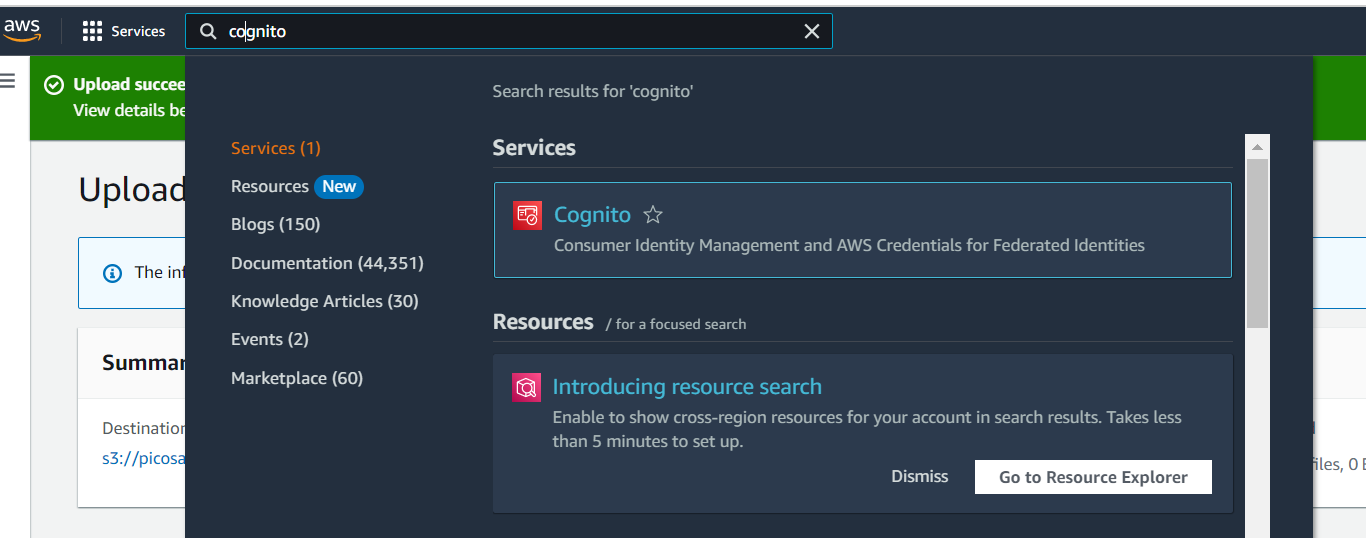 aws
Services
cognito
Upload succee
View details be
Search results for 'cognito'
Services (1)
Resources New
Blogs (150)
Documentation (44,351)
Knowledge Articles (30)
Events (2)
Marketplace (60)
Services
Cognito
Consumer Identity Management and AWS Credentials for Federated Identities
Resources / for a focused search
Introducing resource search
Enable to show cross-region resources for your account in search results. Takes less
than 5 minutes to set up.
Dismiss
Go to Resource Explorer
Upload
The inf
Summar
Destination
s3://picosa
files, 0